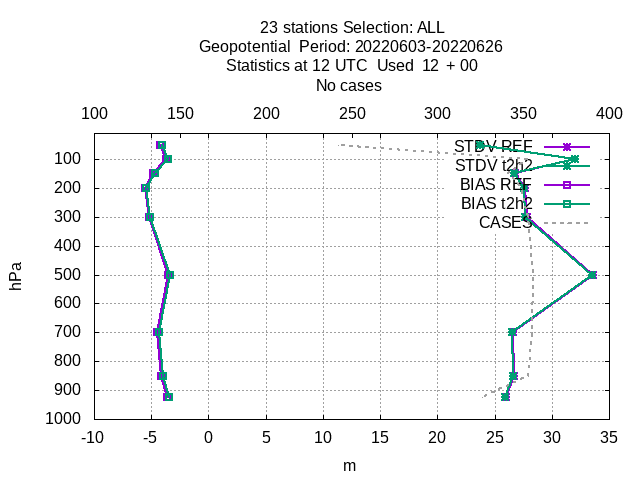 23 stations Selection: ALL
Geopotential  Period: 20220603-20220626
Statistics at 12 UTC  Used  12  + 00
No cases
100 150 200 250 300 350 400
STDV REF
100
STDV t2h2
BIAS REF
200
BIAS t2h2
300
CASES
400
500
hPa
600
700
800
900
1000
-10 -5 0 5 10 15 20 25 30 35
m